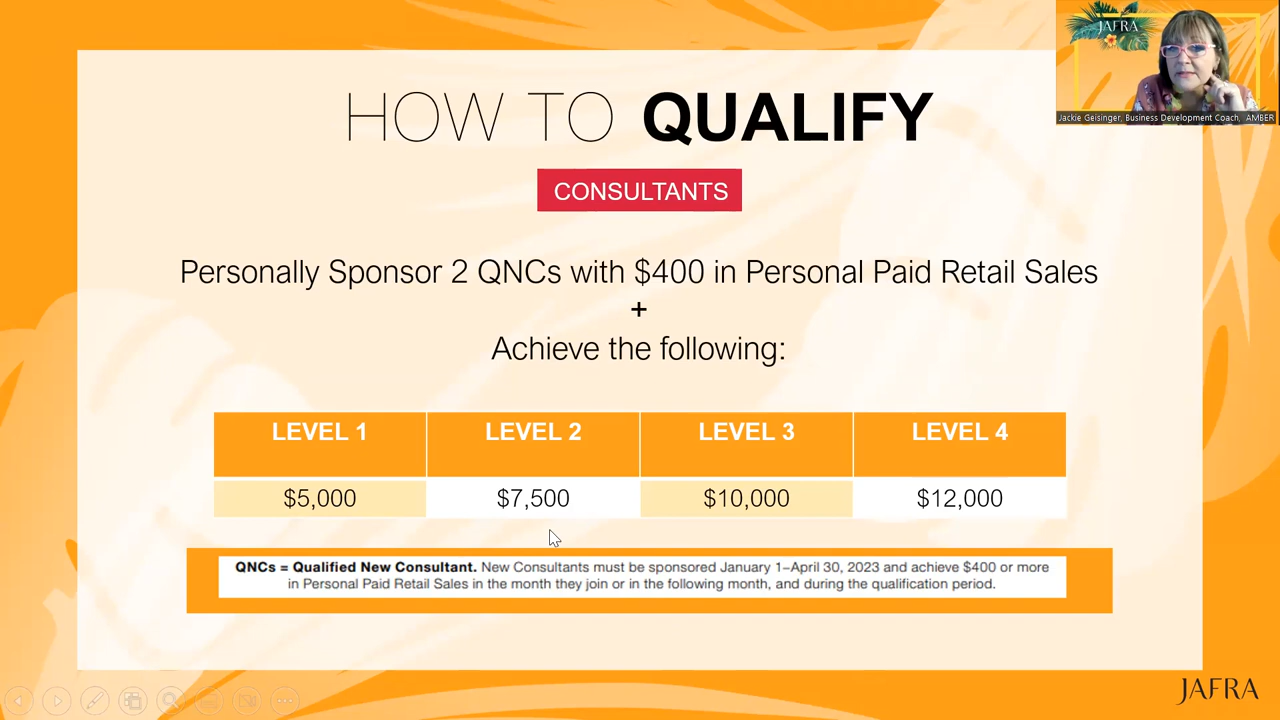 JAFRA
Jackie Geisinger, Business Development Coach, AMBER
HOW TO QUALIFY
CONSULTANTS
Personally Sponsor 2 QNCs with $400 in Personal Paid Retail Sales
+
Achieve the following:
LEVEL 1 LEVEL 2 LEVEL 3 LEVEL 4
$5,000 $7,500 $10,000 $12,000
QNCs = Qualified New Consultant. New Consultants must be sponsored January 1–April 30, 2023 and achieve $400 or more
in Personal Paid Retail Sales in the month they join or in the following month, and during the qualification period.
JAFRA